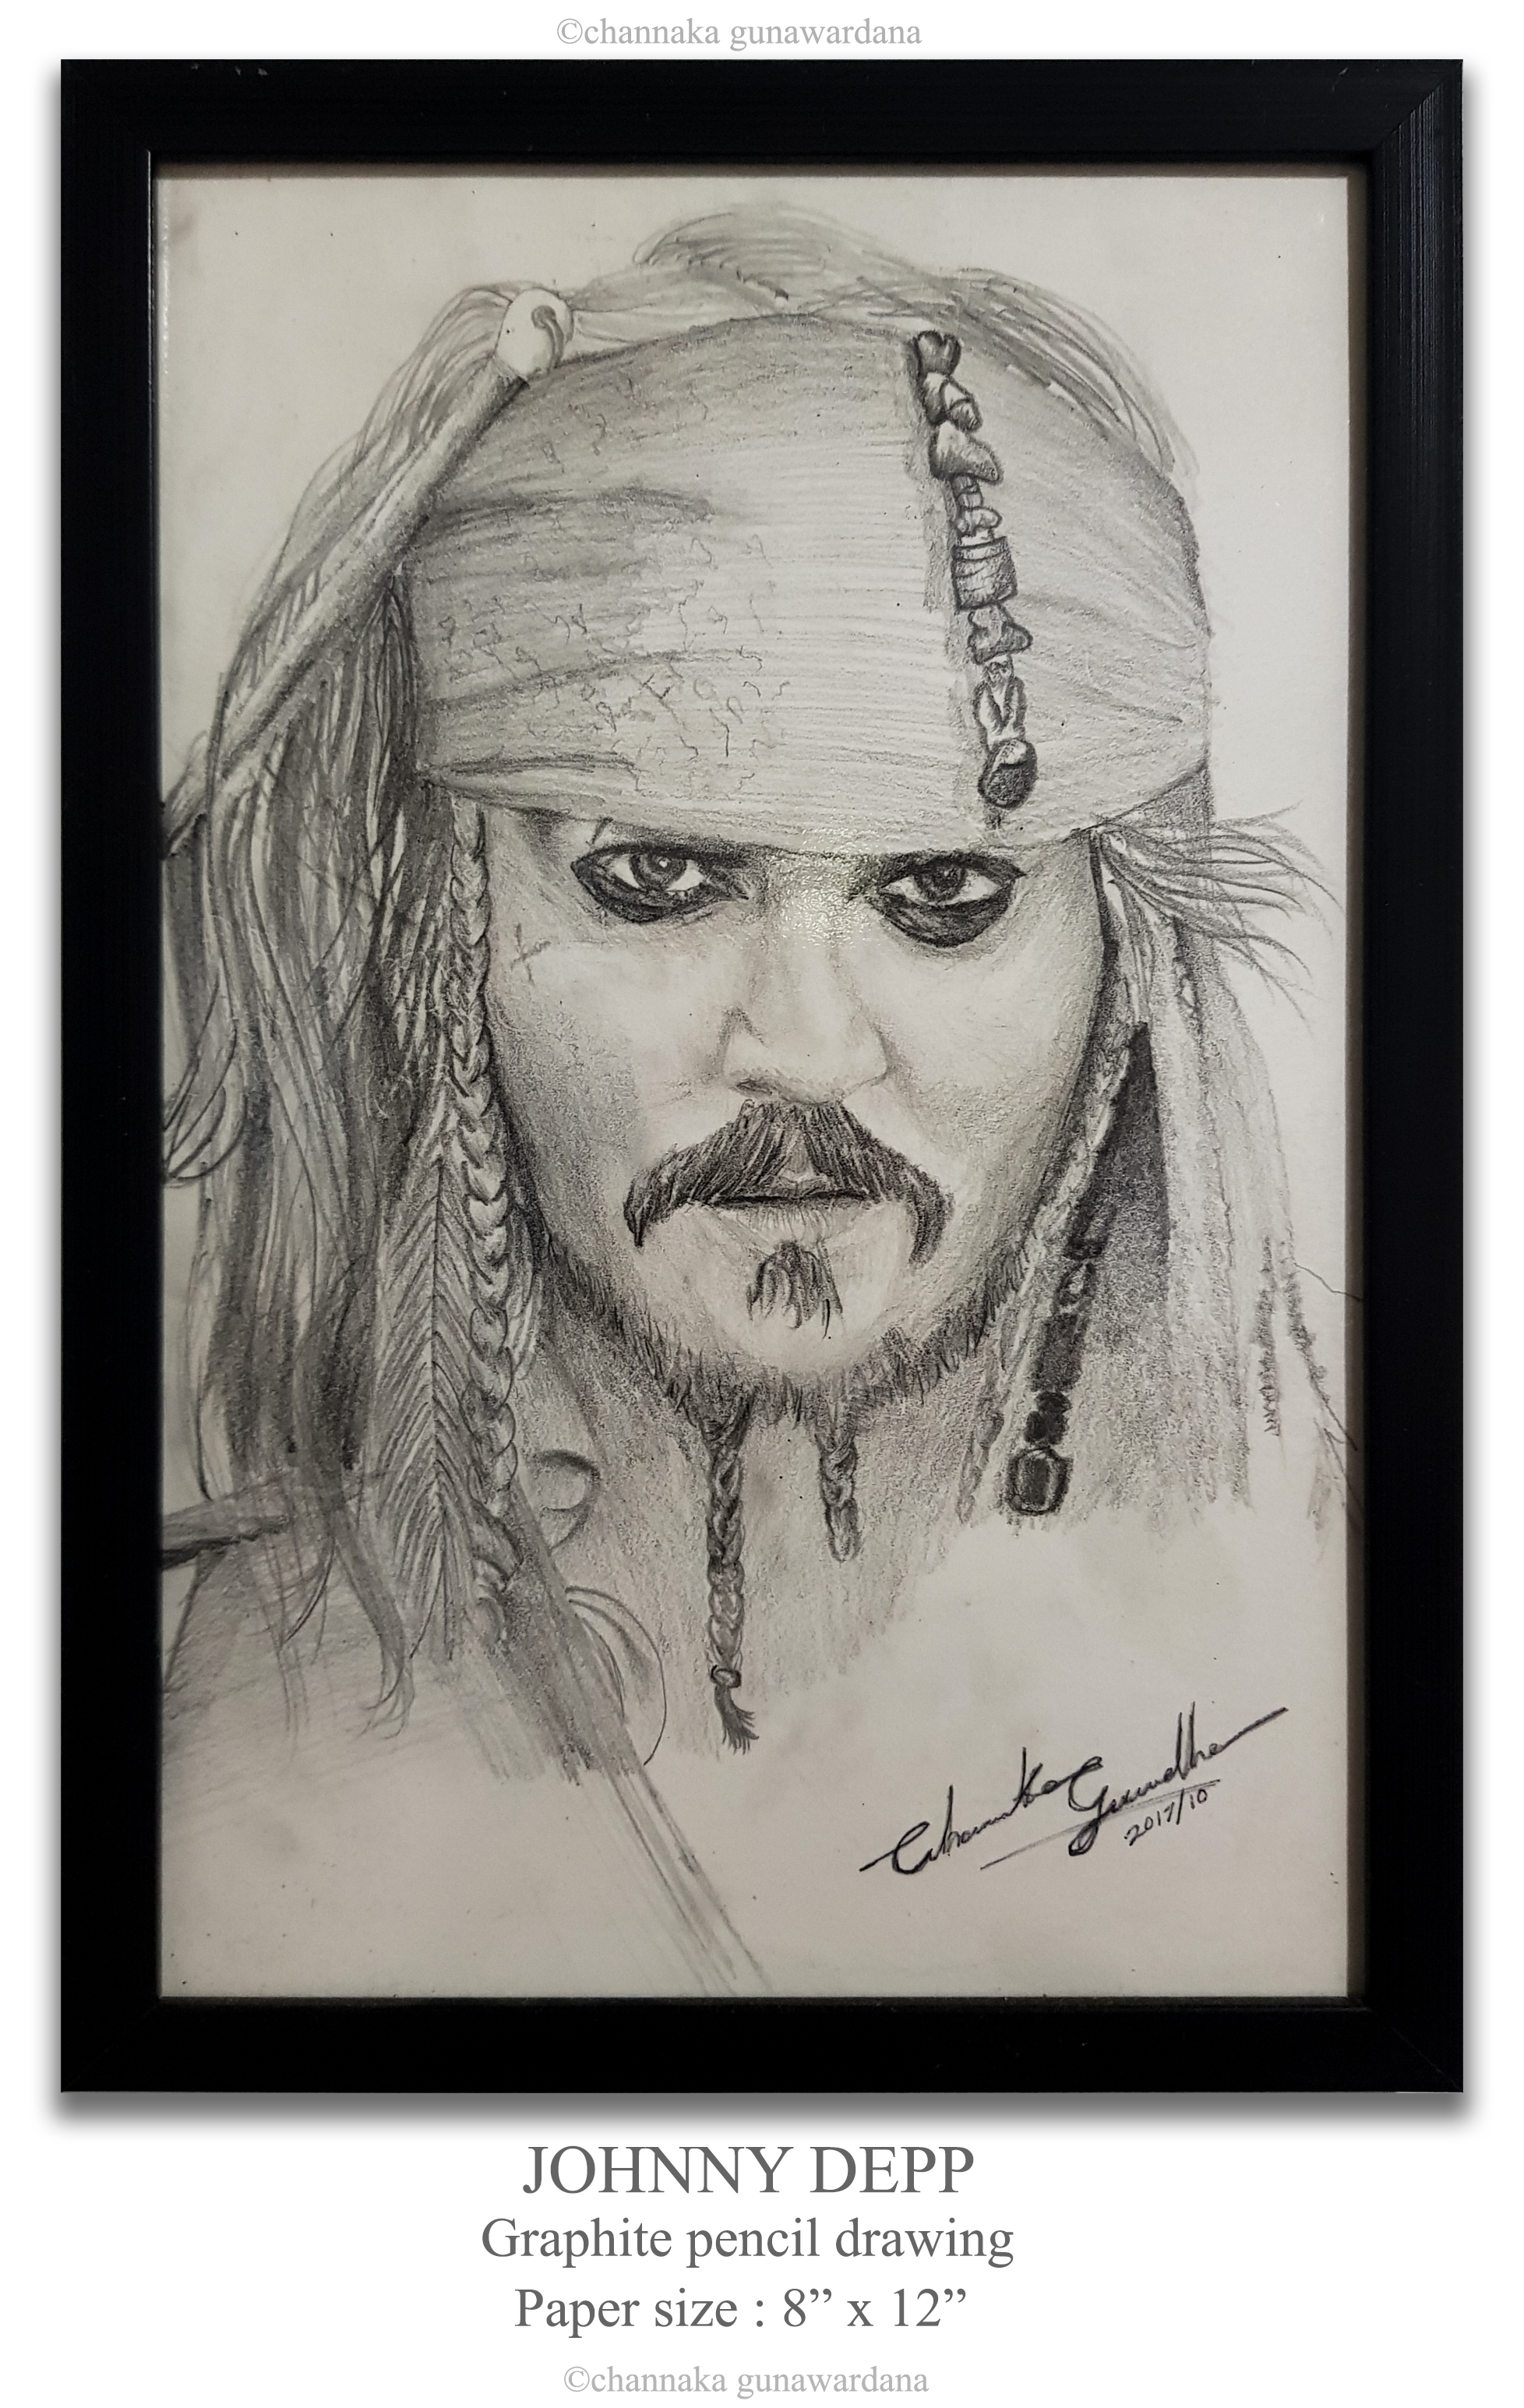 ©channaka gunawardana
2017/10
JOHNNY DEPP
Graphite pencil drawing
Paper size : 8” x 12”
©channaka gunawardana